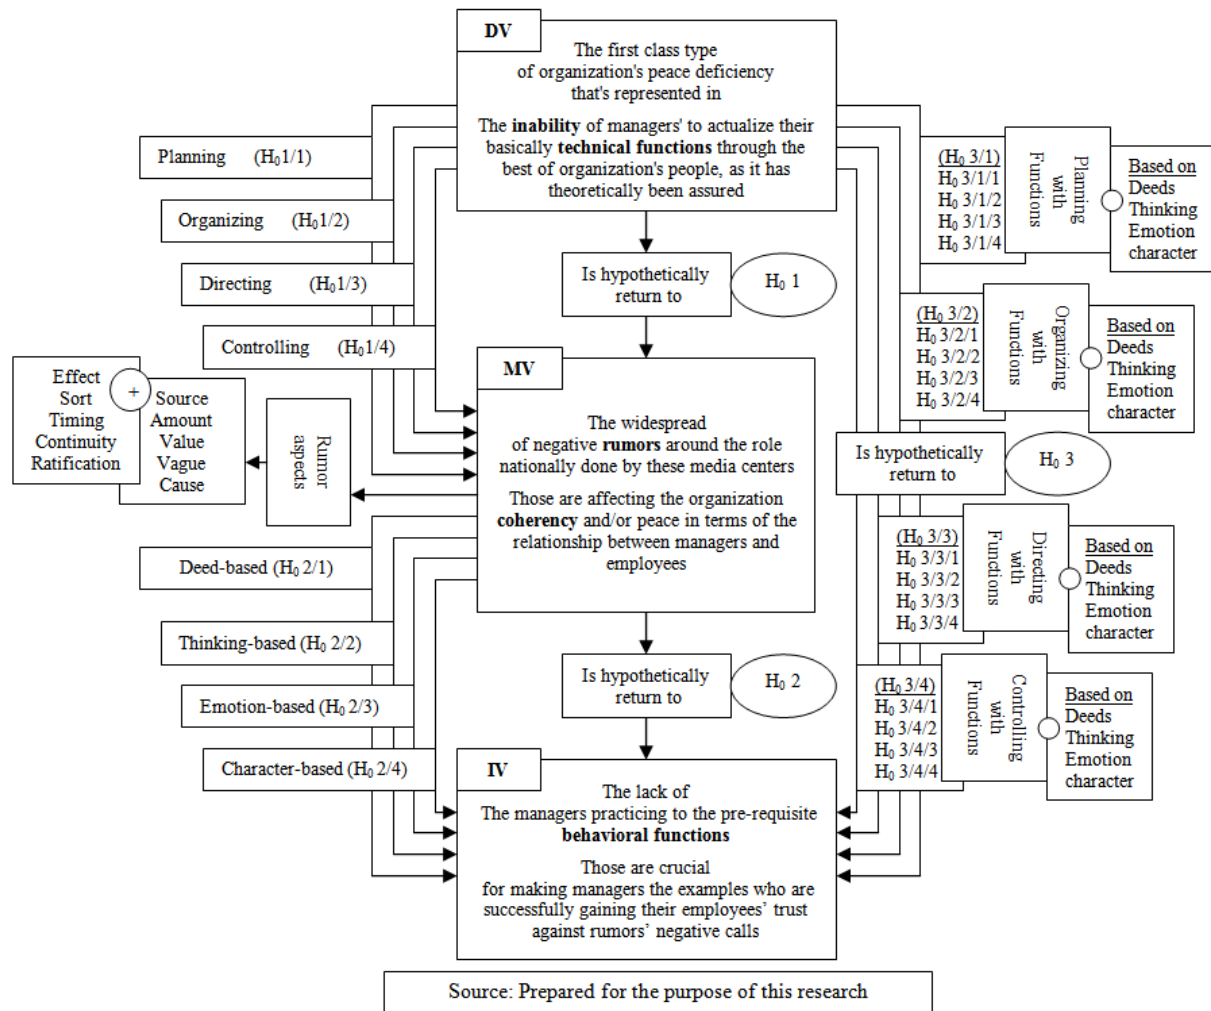 DV
The first class type
of organization's peace deficiency
that's represented in
The inability of managers' to actualize their
basically technical functions through the
best of organization's people, as it has
theoretically been assured
Planning (H₀1/1)
Organizing (H₀1/2)
Directing (H₀1/3)
Controlling (H₀1/4)
Is hypothetically
return to
H₀ 1
MV
The widespread
of negative rumors around the role
nationally done by these media centers
Those are affecting the organization
coherency and/or peace in terms of the
relationship between managers and
employees
Effect
Sort
Timing
Continuity
Ratification
+
Source
Amount
Value
Vague
Cause
Rumor
aspects
Deed-based (H₀ 2/1)
Thinking-based (H₀ 2/2)
Emotion-based (H₀ 2/3)
Character-based (H₀ 2/4)
Is hypothetically
return to
H₀ 2
IV
The lack of
The managers practicing to the pre-requisite
behavioral functions
Those are crucial
for making managers the examples who are
successfully gaining their employees’ trust
against rumors’ negative calls
(H₀ 3/1)
H₀ 3/1/1
H₀ 3/1/2
H₀ 3/1/3
H₀ 3/1/4
Planning
with
Functions
Based on
Deeds
Thinking
Emotion
character
(H₀ 3/2)
H₀ 3/2/1
H₀ 3/2/2
H₀ 3/2/3
H₀ 3/2/4
Organizing
with
Functions
Based on
Deeds
Thinking
Emotion
character
Is hypothetically
return to
H₀ 3
(H₀ 3/3)
H₀ 3/3/1
H₀ 3/3/2
H₀ 3/3/3
H₀ 3/3/4
Directing
with
Functions
Based on
Deeds
Thinking
Emotion
character
(H₀ 3/4)
H₀ 3/4/1
H₀ 3/4/2
H₀ 3/4/3
H₀ 3/4/4
Controlling
with
Functions
Based on
Deeds
Thinking
Emotion
character
Source: Prepared for the purpose of this research